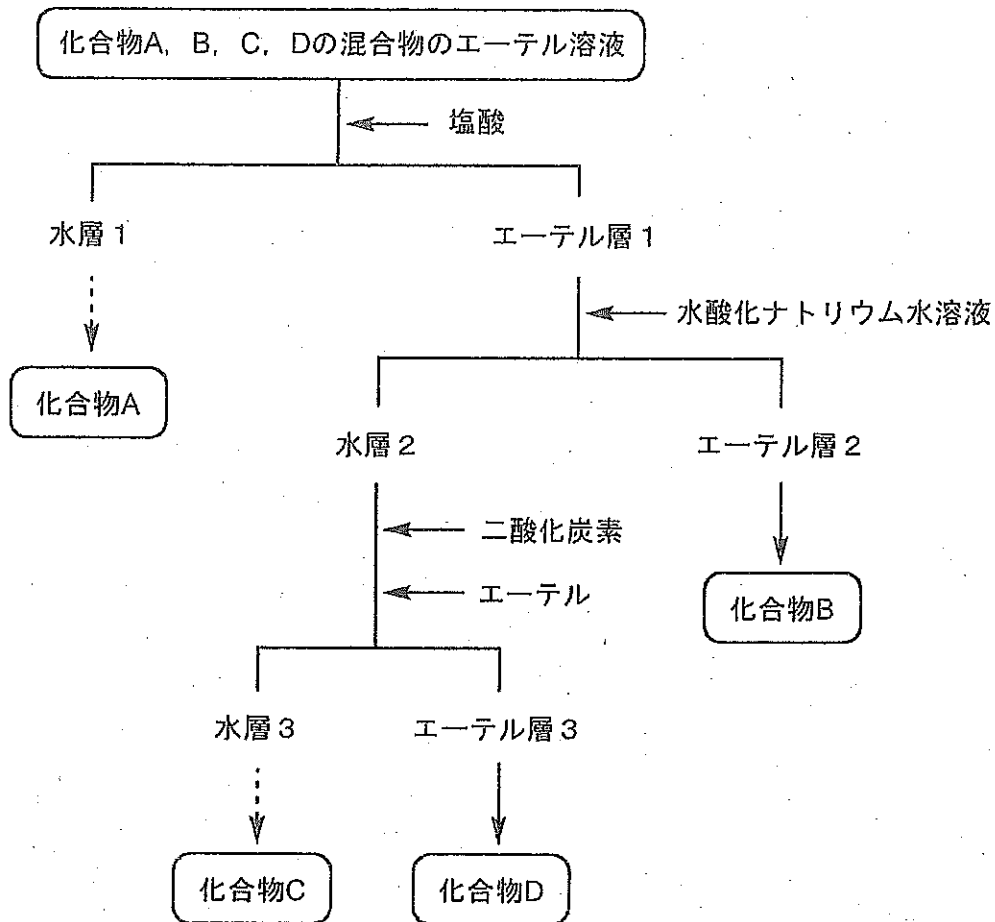 化合物A, B, C, Dの混合物のエーテル溶液
塩酸
水層1
エーテル層1
水酸化ナトリウム水溶液
化合物A
水層2
エーテル層2
二酸化炭素
エーテル
化合物B
水層3
エーテル層3
化合物C
化合物D